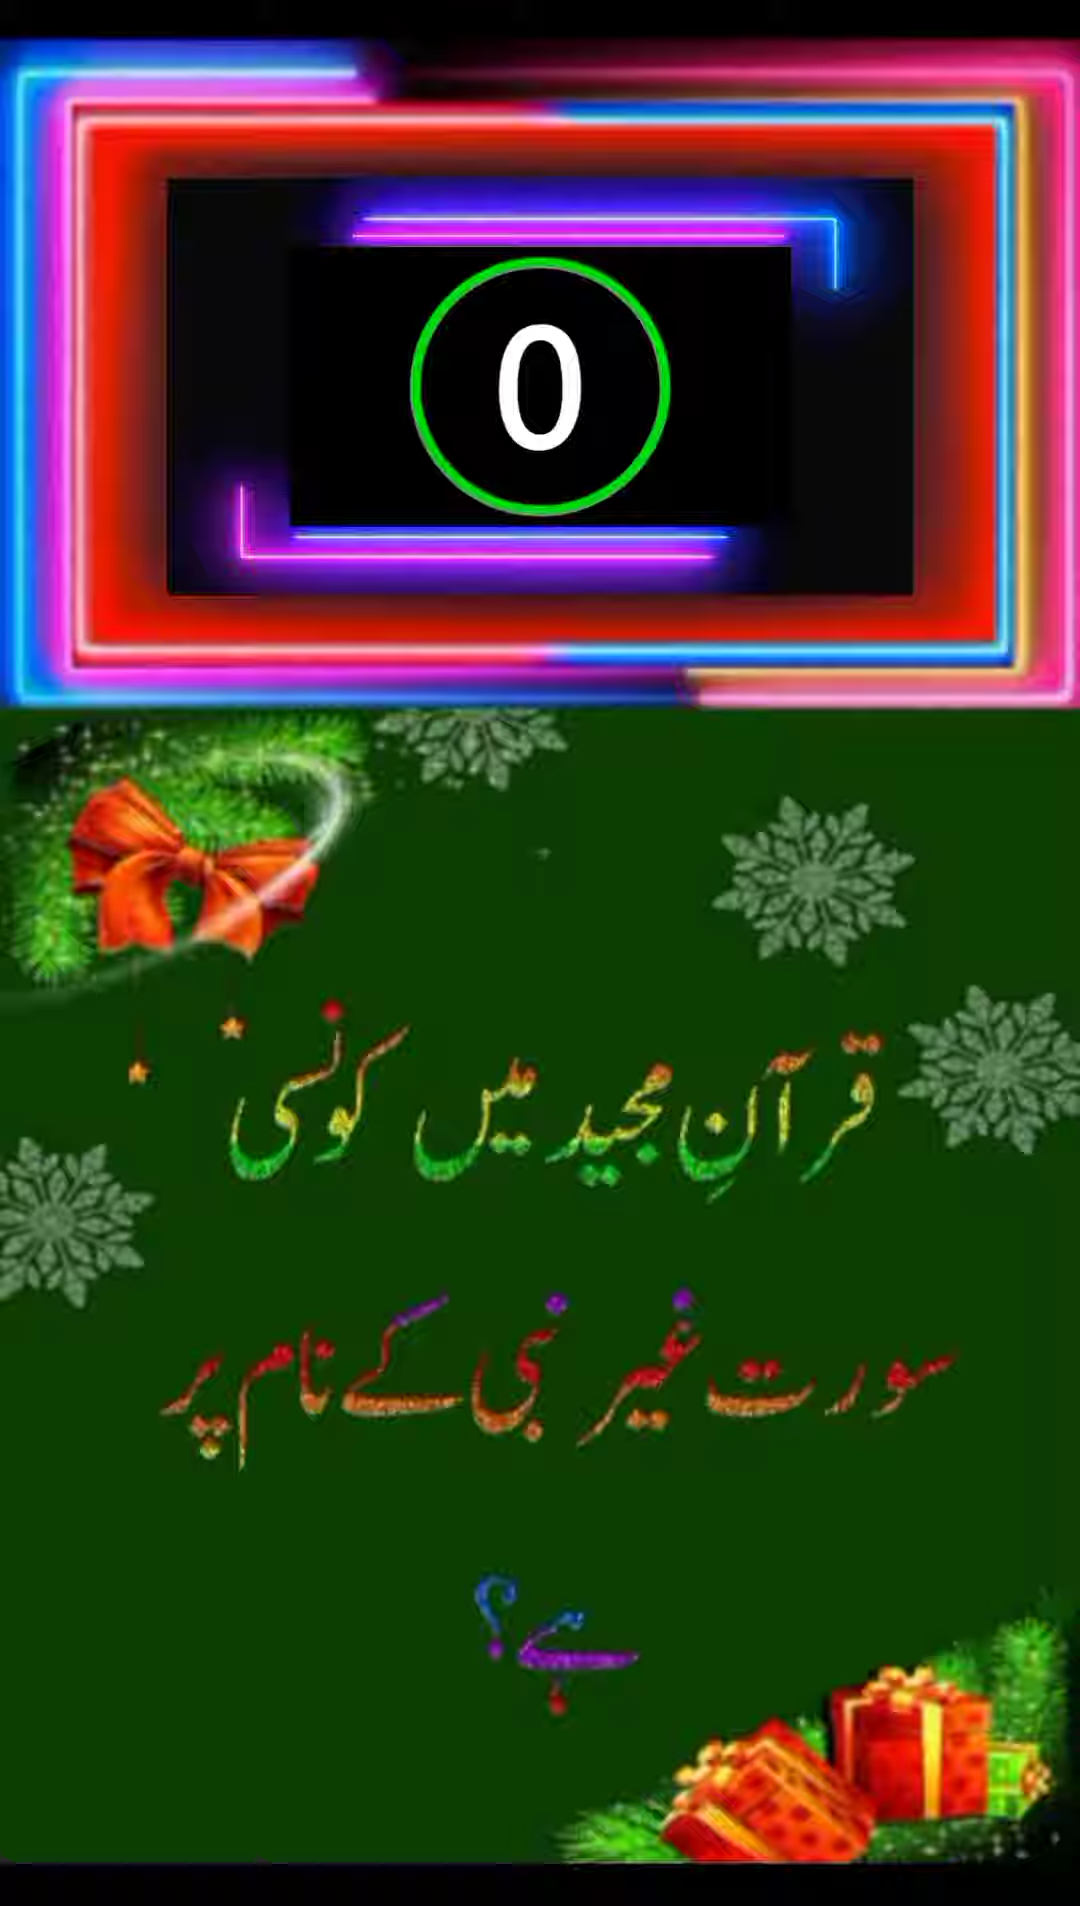 0
قرآنِ مجید میں کونسی
سورت غیر نبی کے نام پر
ہے؟